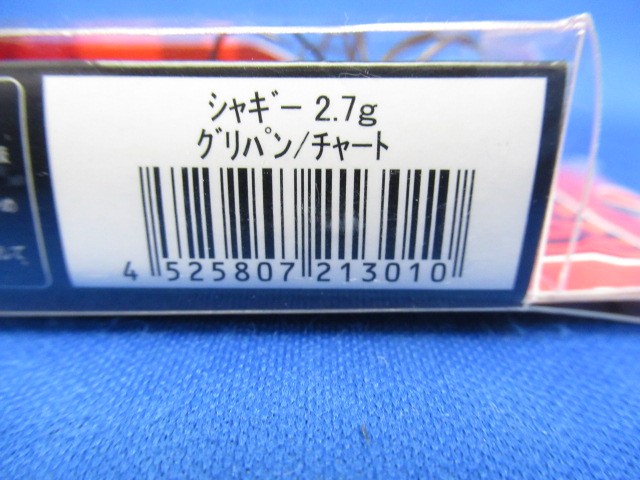 ｼｬｷﾞｰ 2.7g
ｸﾞﾘﾊﾟﾝ/ﾁｬｰﾄ
4 525807 213010